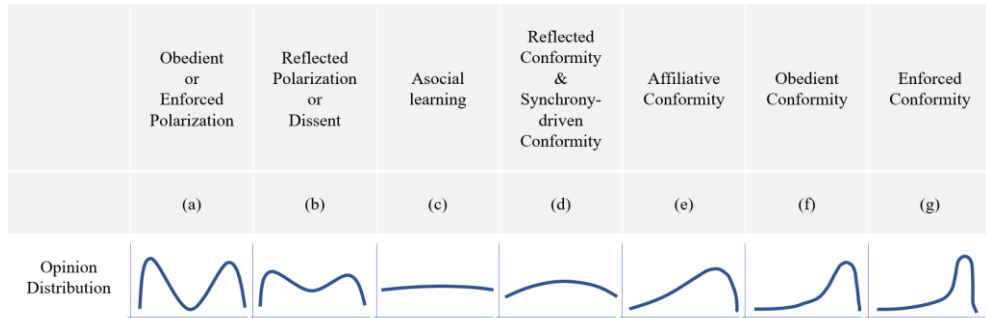 Obedient
or
Enforced
Polarization
Reflected
Polarization
or
Dissent
Asocial
learning
Reflected
Conformity
&
Synchrony-
driven
Conformity
Affiliative
Conformity
Obedient
Conformity
Enforced
Conformity
(a)
(b)
(c)
(d)
(e)
(f)
(g)
Opinion
Distribution